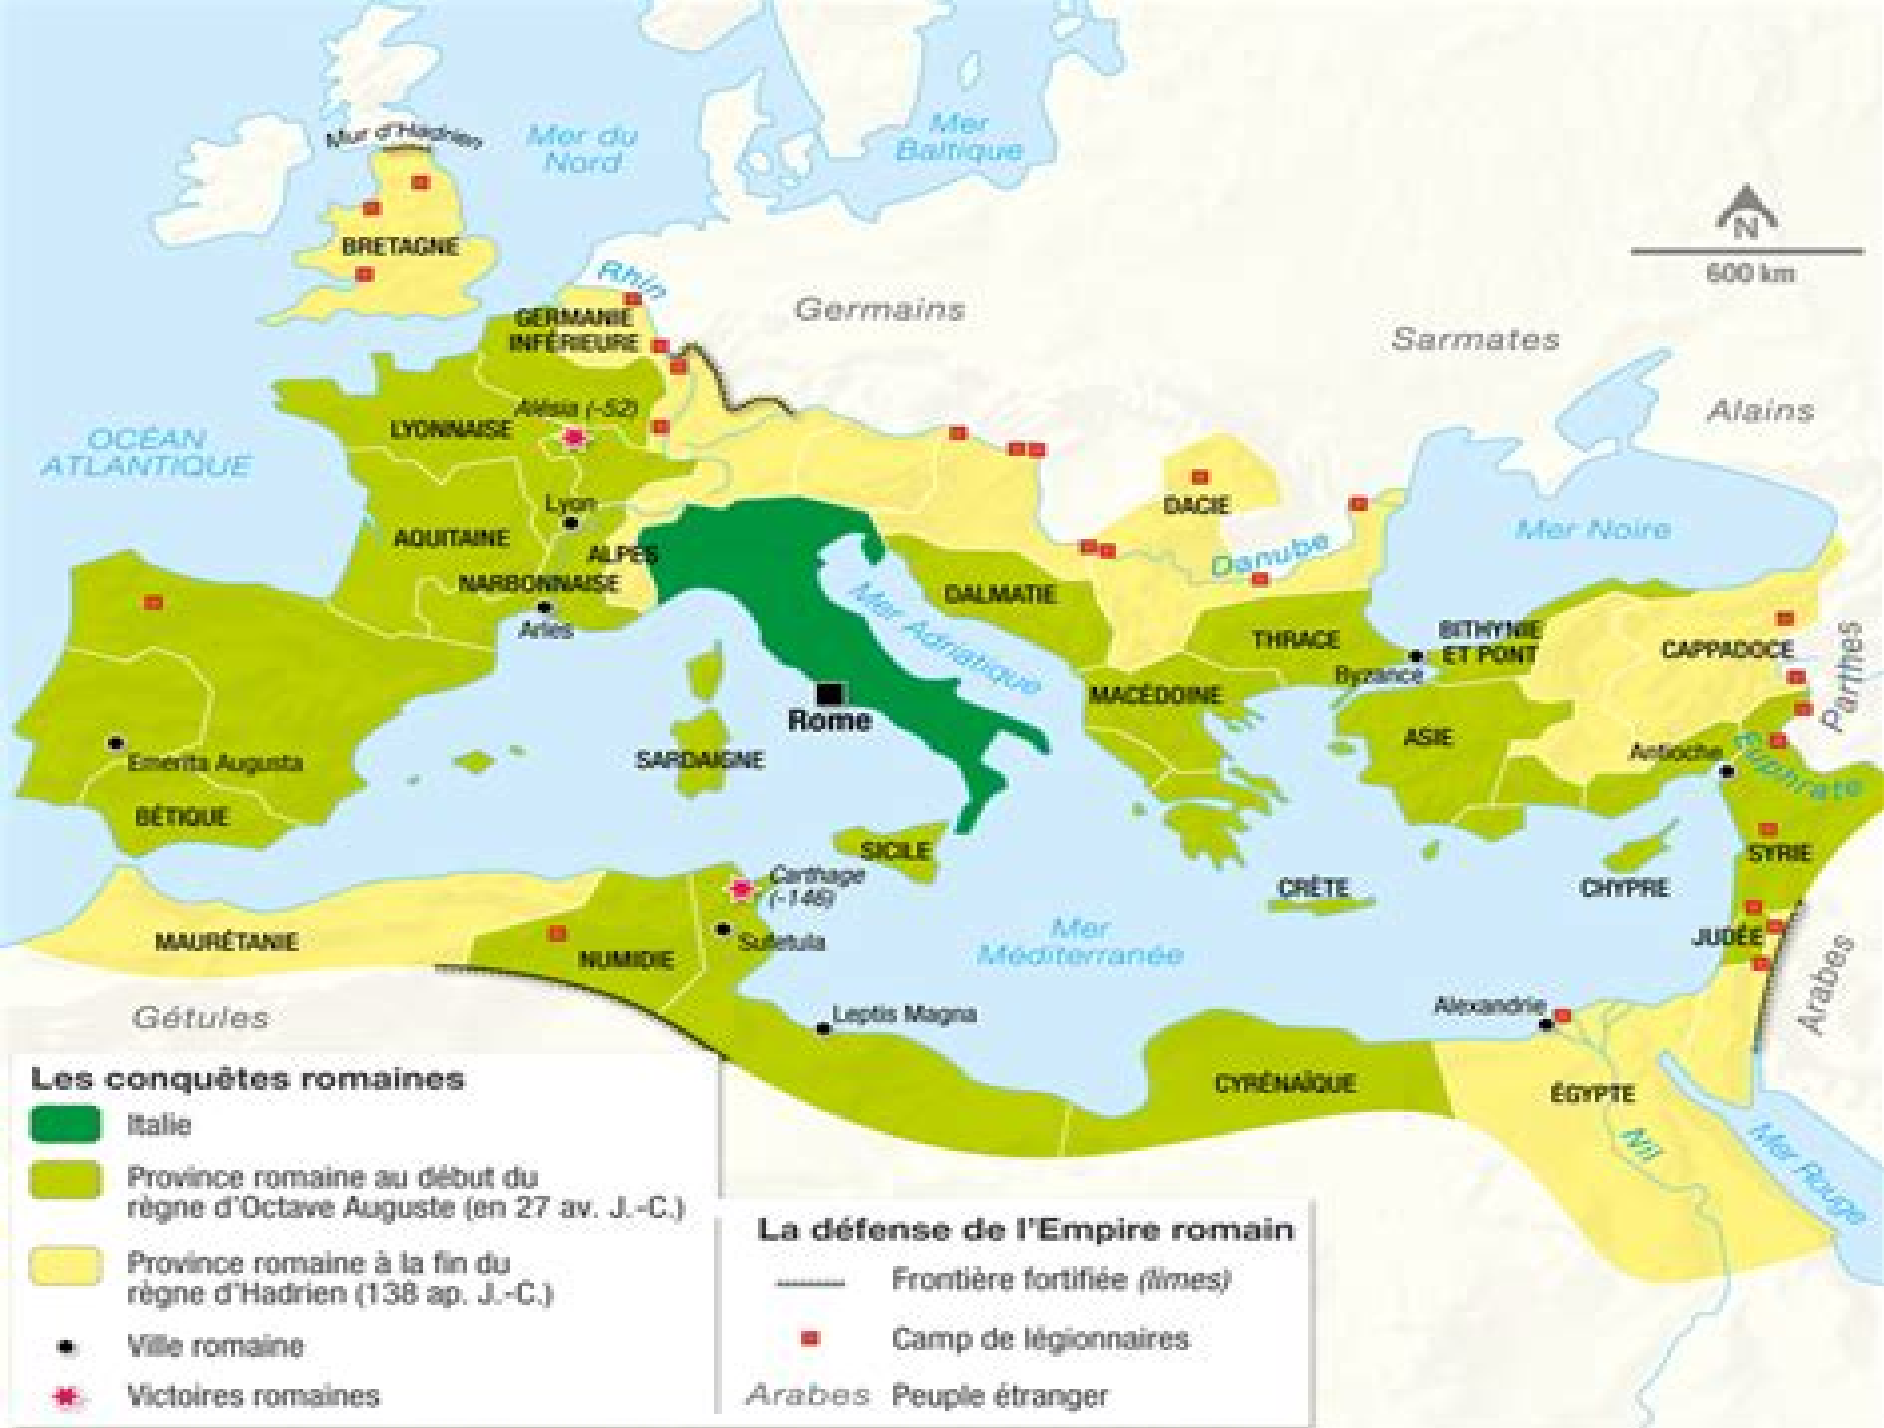 Mur d'Hadrien
Mer du
Nord
Mer
Baltique
BRETAGNE
N
600 km
Rhin
Germains
GERMANIE
INFÉRIEURE
Sarmates
Alains
Alésia (-52)
LYONNAISE
OCÉAN
ATLANTIQUE
Lyon
DACIE
AQUITAINE
ALPES
Danube
Mer Noire
NARBONNAISE
Arles
DALMATIE
Mer Adriatique
THRACE
BITHYNIE
ET PONT
Byzance
CAPPADOCE
Parthes
MACÉDOINE
Rome
ASIE
Antioche
Euphrate
Emerita Augusta
SARDAIGNE
BÉTIQUE
SICILE
SYRIE
Carthage
(-146)
CRÈTE
CHYPRE
MAURÉTANIE
NUMIDIE
Sufetula
Mer
Méditerranée
JUDÉE
Arabes
Gétules
Leptis Magna
Alexandrie
CYRÉNAÏQUE
ÉGYPTE
Nil
Mer Rouge
Les conquêtes romaines
Italie
Province romaine au début du
règne d'Octave Auguste (en 27 av. J.-C.)
Province romaine à la fin du
règne d'Hadrien (138 ap. J.-C.)
Ville romaine
Victoires romaines
La défense de l'Empire romain
Frontière fortifiée (limes)
Camp de légionnaires
Arabes Peuple étranger